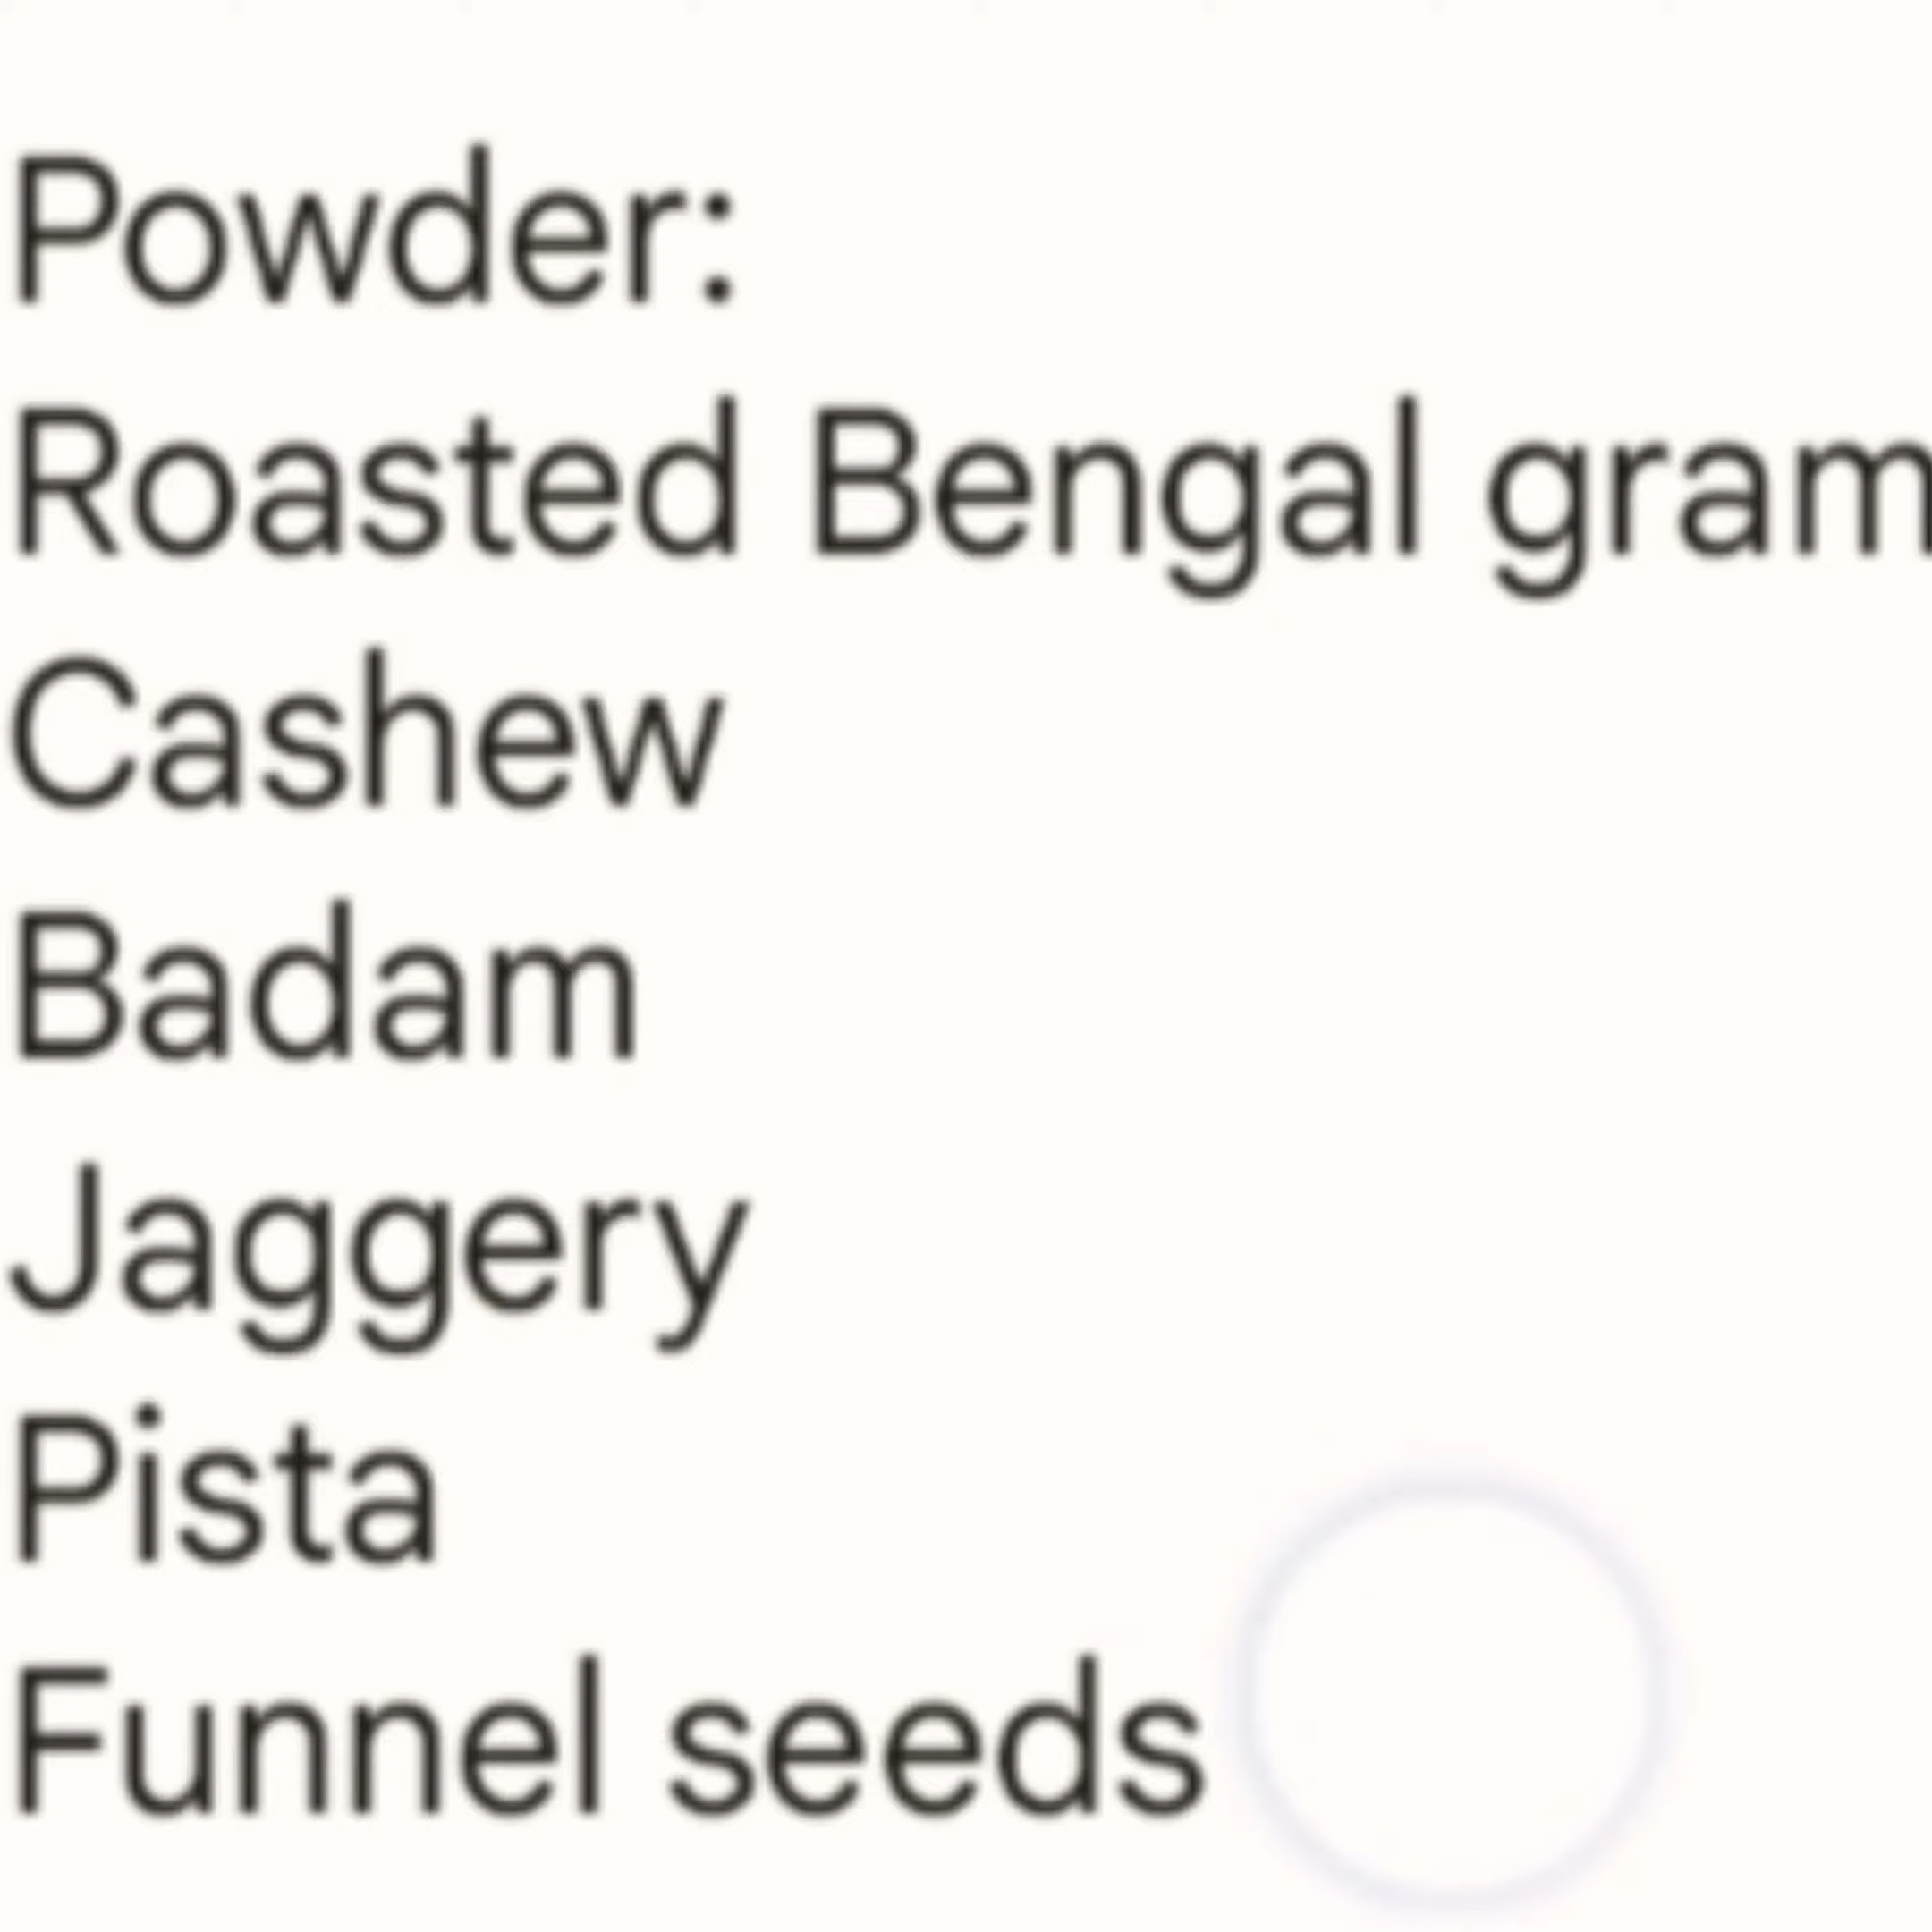 Powder:
Roasted Bengal gram
Cashew
Badam
Jaggery
Pista
Funnel seeds